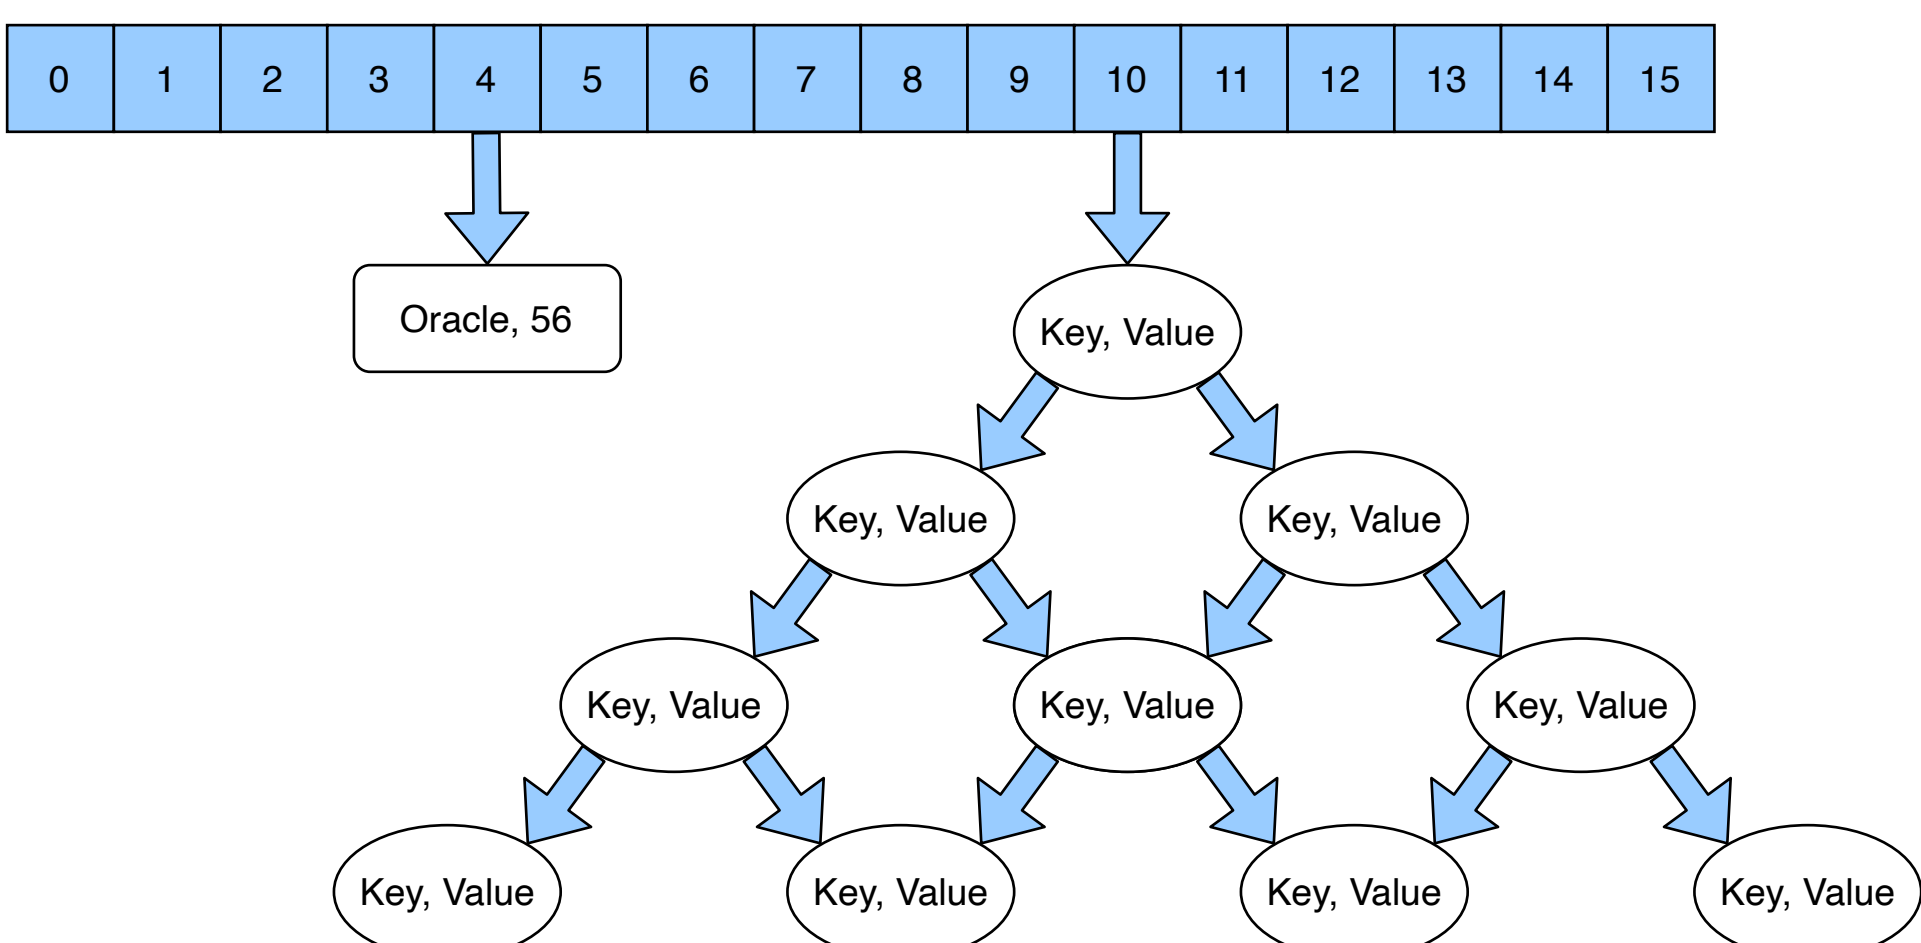 0 1 2 3 4 5 6 7 8 9 10 11 12 13 14 15
Oracle, 56
Key, Value
Key, Value Key, Value
Key, Value Key, Value Key, Value
Key, Value Key, Value Key, Value Key, Value